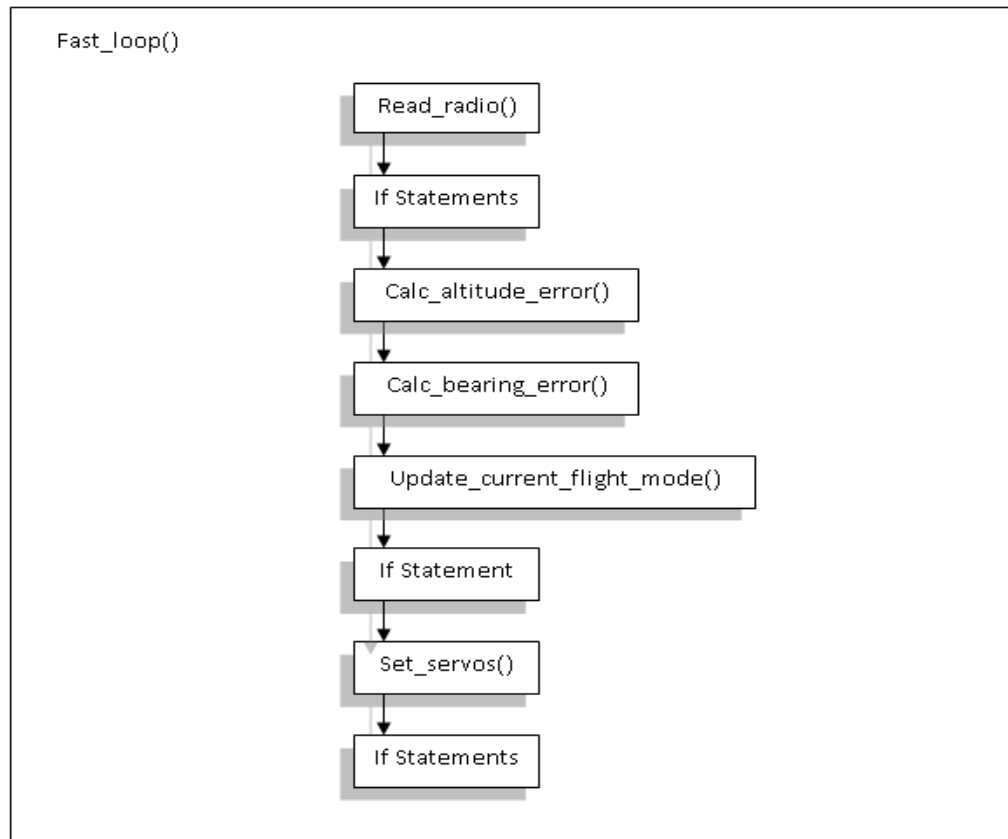 Fast_loop()
Read_radio()
If Statements
Calc_altitude_error()
Calc_bearing_error()
Update_current_flight_mode()
If Statement
Set_servos()
If Statements